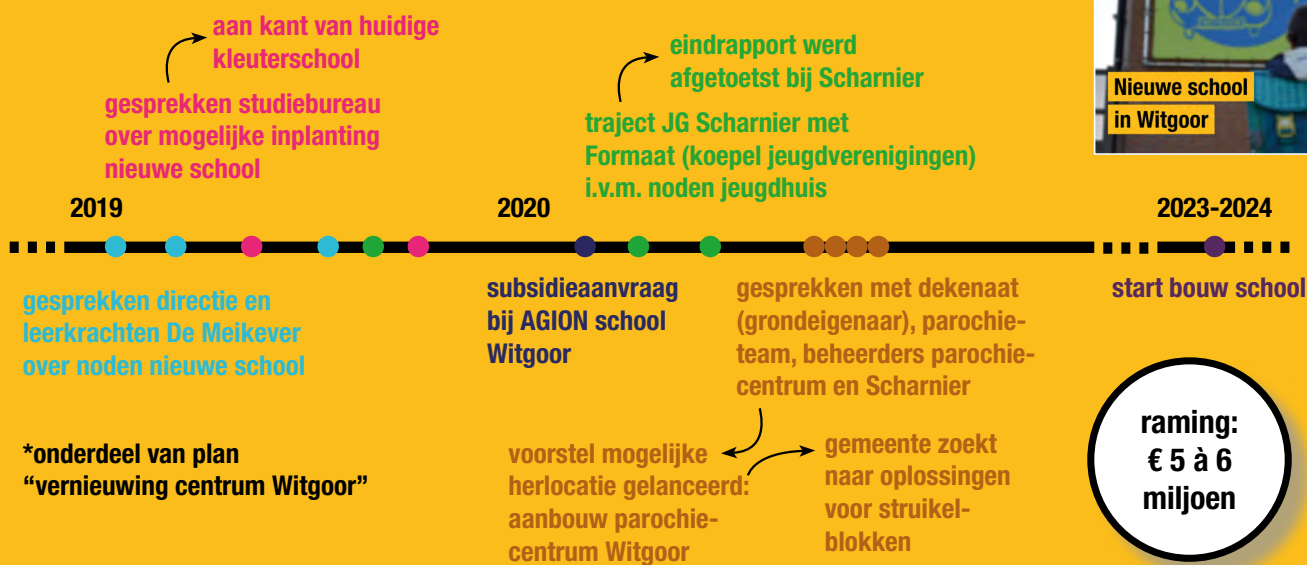 aan kant van huidige
kleuterschool
gesprekken studiebureau
over mogelijke inplanting
nieuwe school
eindrapport werd
afgetoetst bij Scharnier
traject JG Scharnier met
Formaat (koepel jeugdverenigingen)
i.v.m. noden jeugdhuis
Nieuwe school
in Witgoor
2019
2020
2023-2024
gesprekken directie en
leerkrachten De Meikever
over noden nieuwe school
subsidieaanvraag
bij AGION school
Witgoor
gesprekken met dekenaat
(grondeigenaar), parochie-
team, beheerders parochie-
centrum en Scharnier
start bouw school
*onderdeel van plan
“vernieuwing centrum Witgoor”
voorstel mogelijke
herlocatie gelanceerd:
aanbouw parochie-
centrum Witgoor
gemeente zoekt
naar oplossingen
voor struikel-
blokken
raming:
€ 5 à 6
miljoen